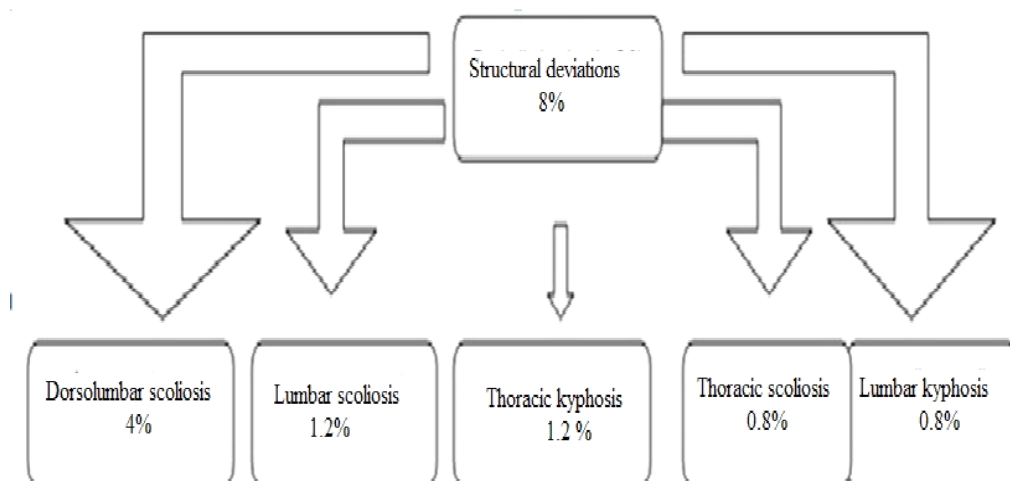 Structural deviations
8%
Dorsolumbar scoliosis
4%
Lumbar scoliosis
1.2%
Thoracic kyphosis
1.2 %
Thoracic scoliosis
0.8%
Lumbar kyphosis
0.8%